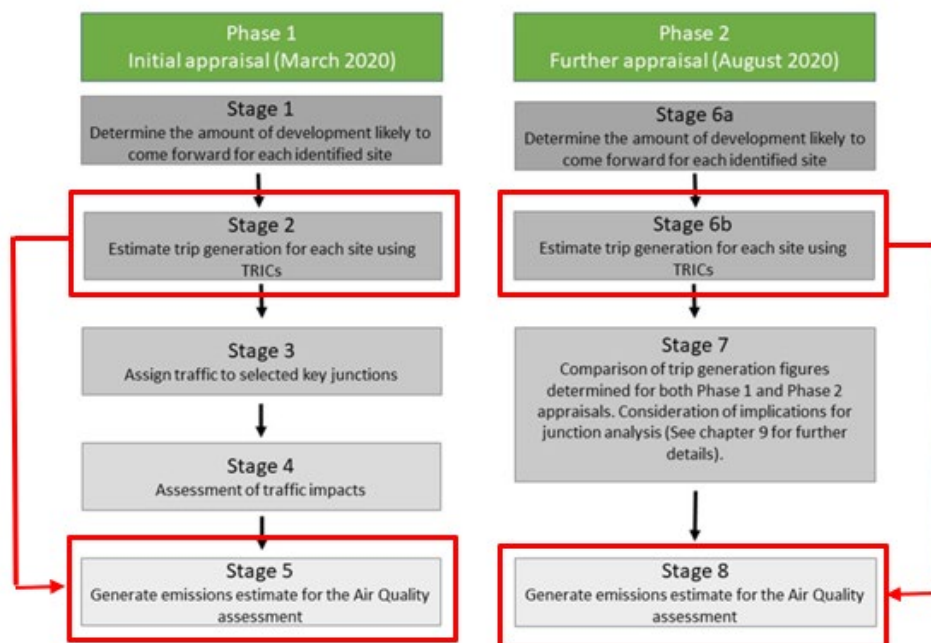 Phase 1
Initial appraisal (March 2020)
Stage 1
Determine the amount of development likely to
come forward for each identified site
Stage 2
Estimate trip generation for each site using
TRICs
Stage 3
Assign traffic to selected key junctions
Stage 4
Assessment of traffic impacts
Stage 5
Generate emissions estimate for the Air Quality
assessment
Phase 2
Further appraisal (August 2020)
Stage 6a
Determine the amount of development likely to
come forward for each identified site
Stage 6b
Estimate trip generation for each site using
TRICs
Stage 7
Comparison of trip generation figures
determined for both Phase 1 and Phase 2
appraisals. Consideration of implications for
junction analysis (See chapter 9 for further
details).
Stage 8
Generate emissions estimate for the Air Quality
assessment